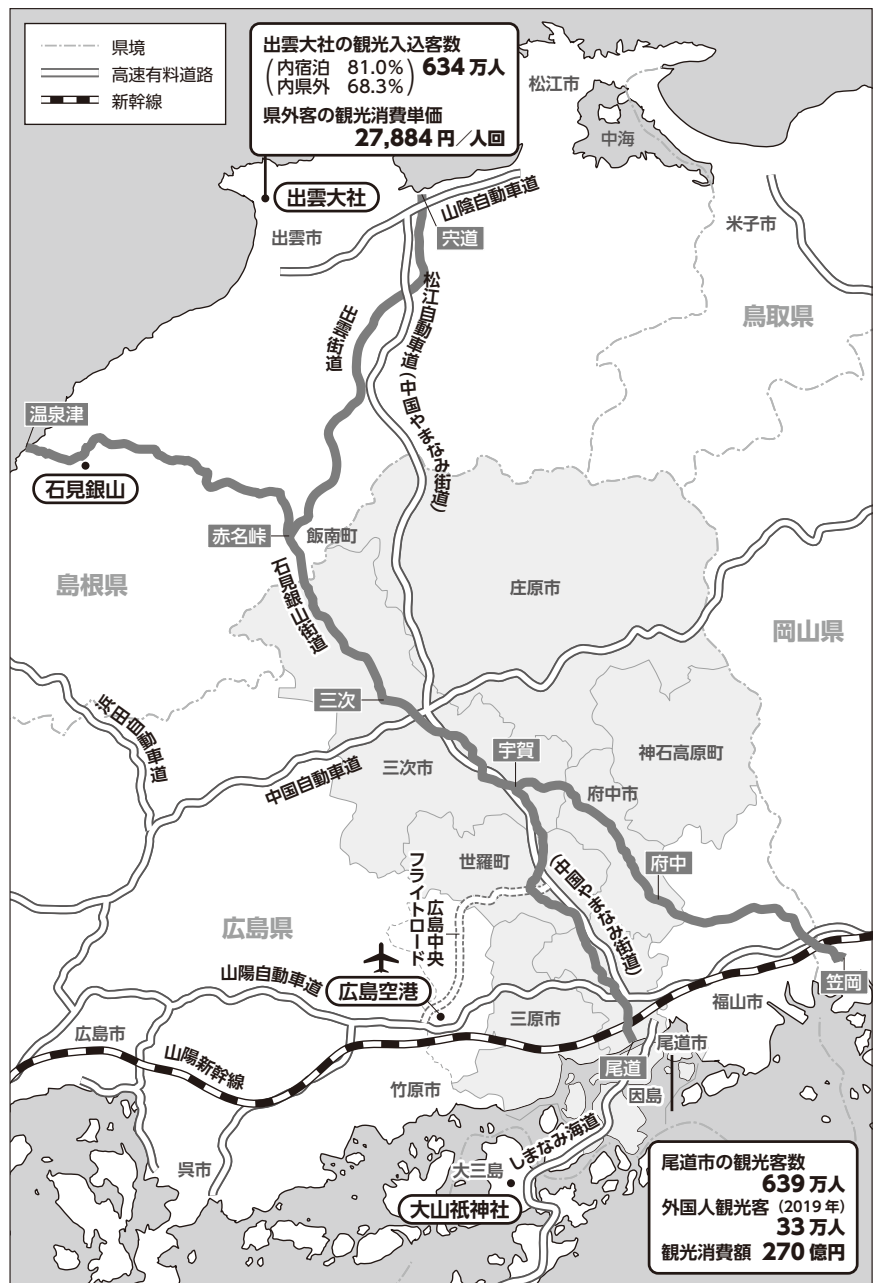 県境
高速有料道路
新幹線
出雲大社の観光入込客数
(内宿泊 81.0%
内県外 68.3%) 634万人
県外客の観光消費単価
27,884円/人回
松江市
中海
出雲大社
山陰自動車道
宍道
出雲市
米子市
松江自動車道(中国やまなみ街道)
出雲街道
鳥取県
温泉津
石見銀山
赤名峠
飯南町
石見銀山街道
島根県
庄原市
岡山県
三次
浜田自動車道
宇賀
神石高原町
三次市
中国自動車道
府中市
世羅町
府中
(中国やまなみ街道)
広島中央
フライトロード
広島県
山陽自動車道
広島空港
笠岡
福山市
三原市
広島市
山陽新幹線
尾道市
尾道
竹原市
因島
しまなみ海道
呉市
大三島
大山祇神社
尾道市の観光客数
639万人
外国人観光客(2019年)
33万人
観光消費額 270億円